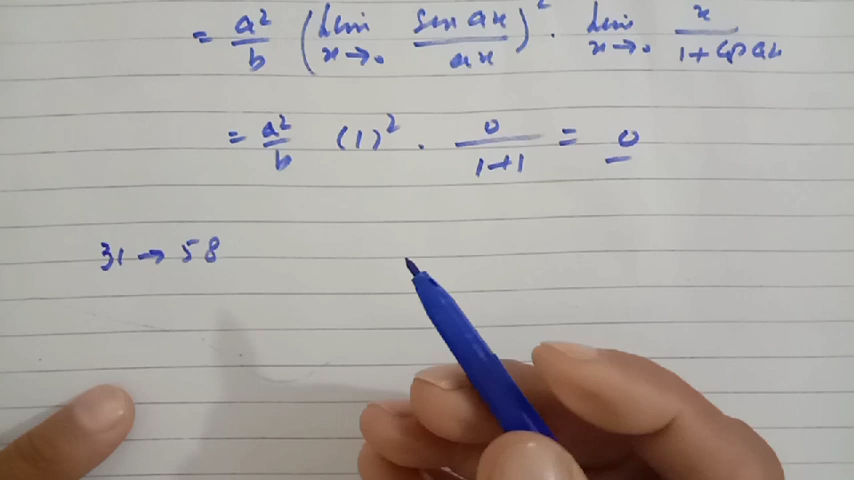 = a²/b (Lim x→0 sin ax/ax)² · Lim x→0 x/1+cos ax
= a²/b (1)² · 0/1+1 = 0
31 → 58